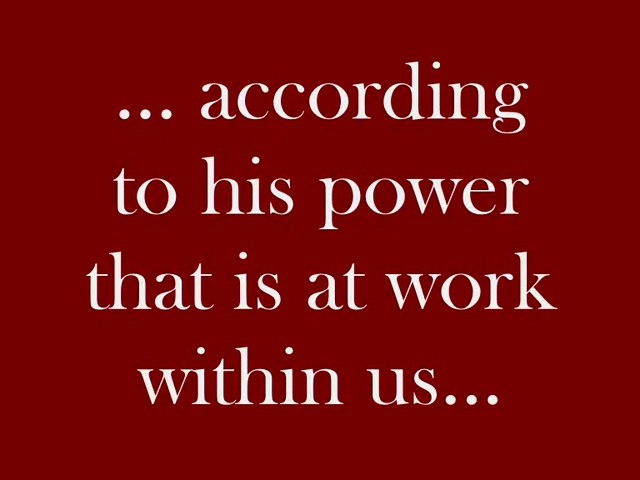 ... according
to his power
that is at work
within us...